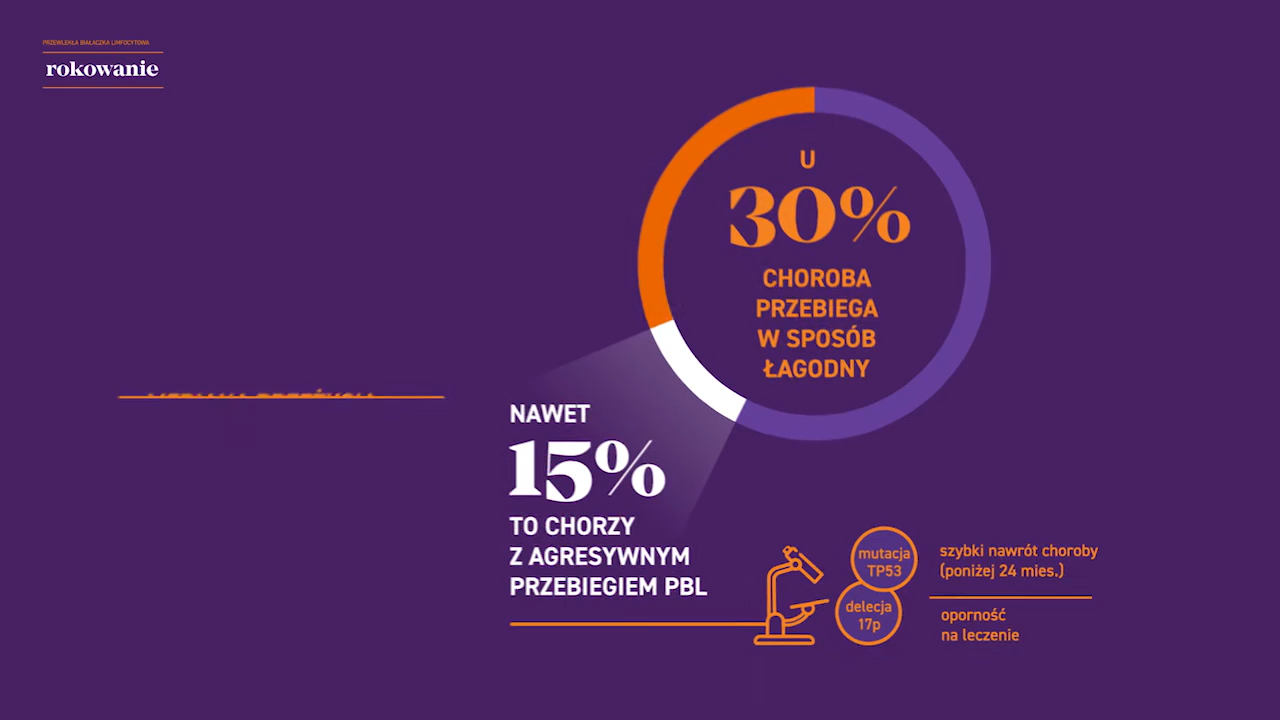 PRZEWLEKŁA BIAŁACZKA LIMFOCYTOWA
rokowanie
U
30%
CHOROBA
PRZEBIEGA
W SPOSÓB
ŁAGODNY
NAWET
15%
TO CHORZY
Z AGRESYWNYM
PRZEBIEGIEM PBL
mutacja
TP53
delecja
17p
szybki nawrót choroby
(poniżej 24 mies.)
oporność
na leczenie